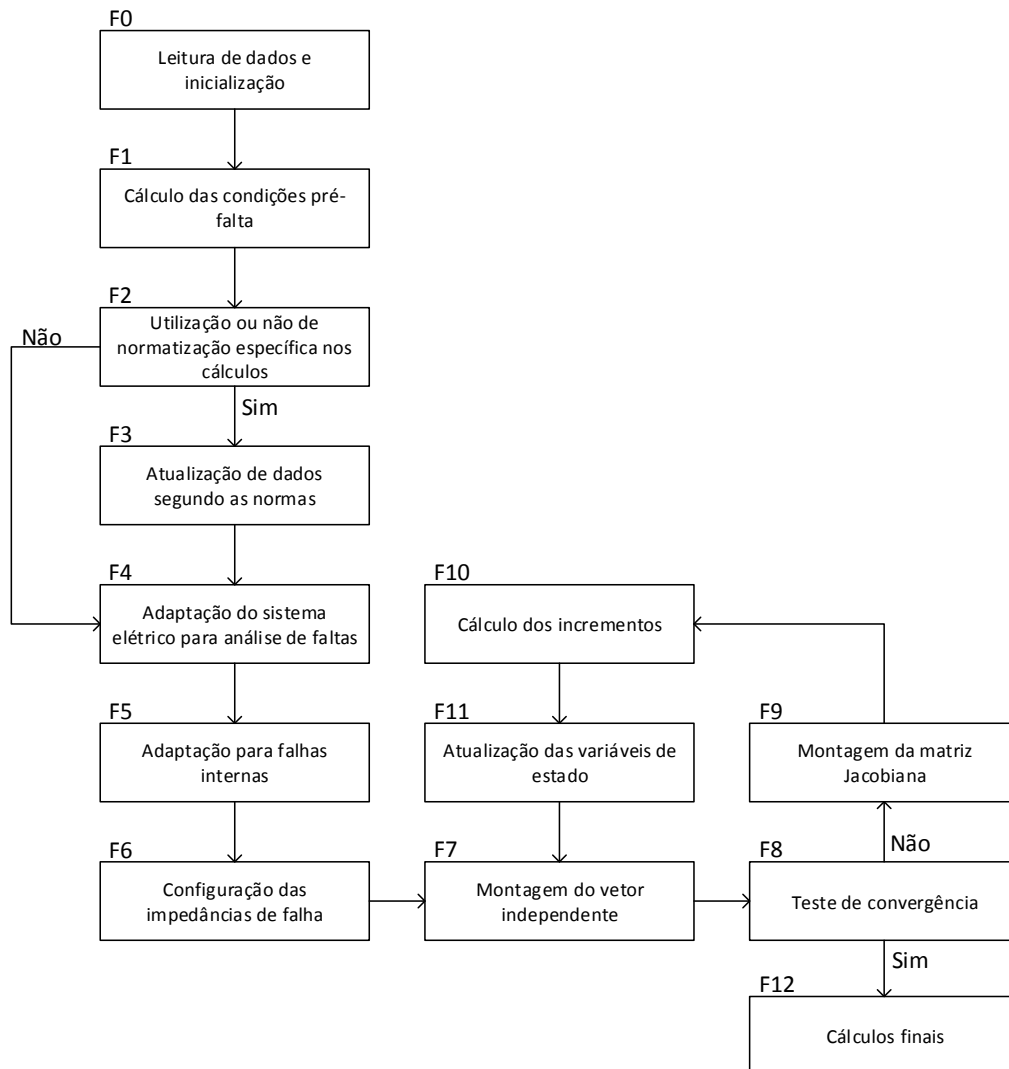 F0
Leitura de dados e
inicialização
F1
Cálculo das condições pré-
falta
F2
Utilização ou não de
normatização específica nos
cálculos
Não
Sim
F3
Atualização de dados
segundo as normas
F4
Adaptação do sistema
elétrico para análise de faltas
F5
Adaptação para falhas
internas
F6
Configuração das
impedâncias de falha
F10
Cálculo dos incrementos
F11
Atualização das variáveis de
estado
F7
Montagem do vetor
independente
F9
Montagem da matriz
Jacobiana
Não
F8
Teste de convergência
Sim
F12
Cálculos finais